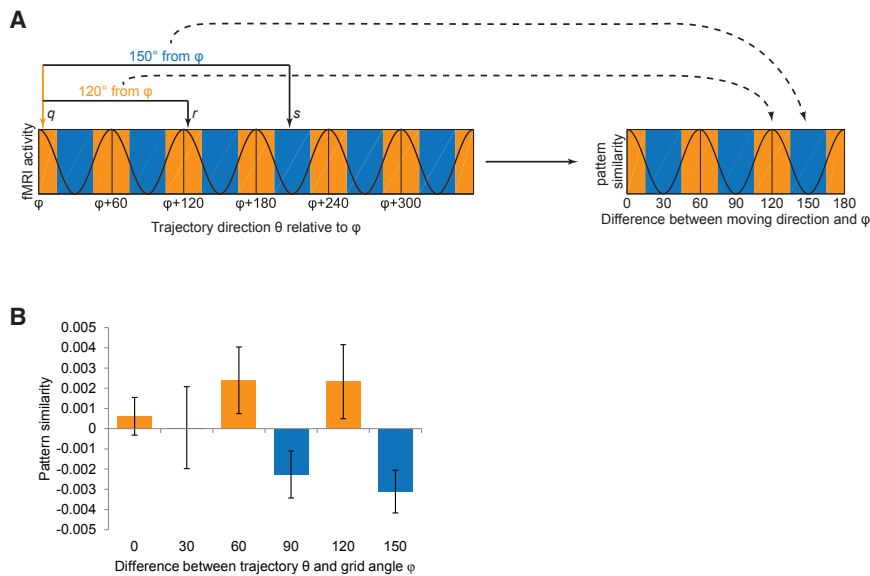 A
150° from φ
120° from φ
q
r
s
fMRI activity
φ φ+60 φ+120 φ+180 φ+240 φ+300
Trajectory direction θ relative to φ
pattern
similarity
0 30 60 90 120 150 180
Difference between moving direction and φ
B
0.005
0.004
0.003
0.002
0.001
0
-0.001
-0.002
-0.003
-0.004
-0.005
Pattern similarity
0 30 60 90 120 150
Difference between trajectory θ and grid angle φ